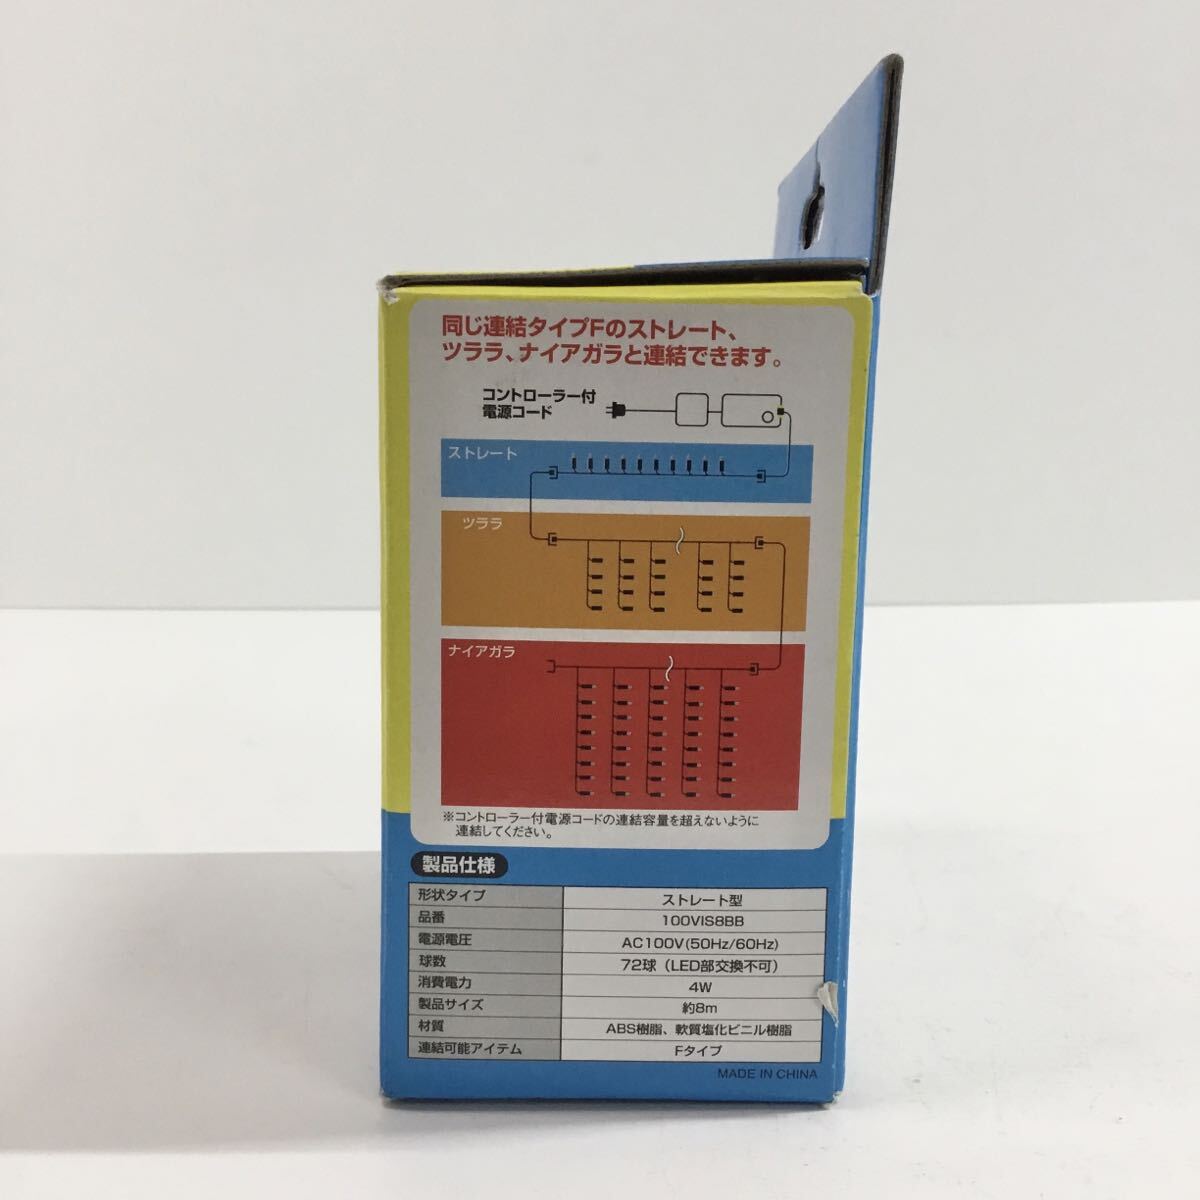 同じ連結タイプFのストレート、
ツララ、ナイアガラと連結できます。
コントローラー付
電源コード
ストレート
ツララ
ナイアガラ
※コントローラー付電源コードの連結容量を超えないように
連結してください。
製品仕様
形状タイプ ストレート型
品番 100VIS8BB
電源電圧 AC100V(50Hz/60Hz)
球数 72球（LED部交換不可）
消費電力 4W
製品サイズ 約8m
材質 ABS樹脂、軟質塩化ビニル樹脂
連結可能アイテム Fタイプ
MADE IN CHINA